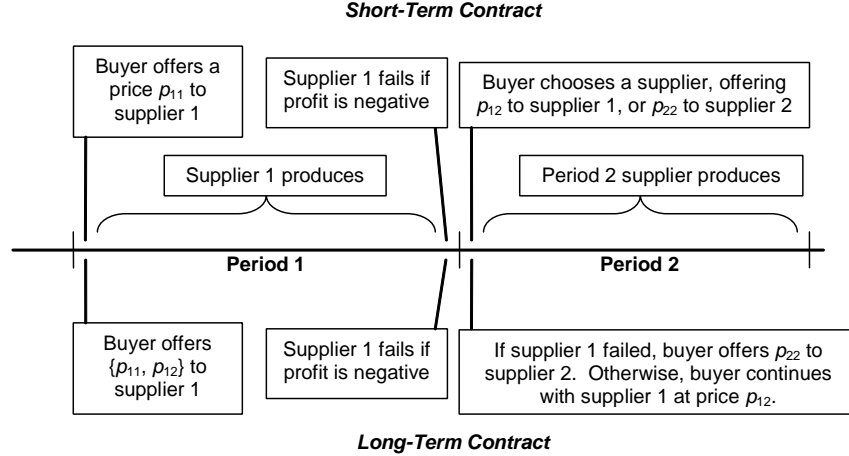 Short-Term Contract
Buyer offers a
price p11 to
supplier 1
Supplier 1 fails if
profit is negative
Buyer chooses a supplier, offering
p12 to supplier 1, or p22 to supplier 2
Supplier 1 produces
Period 2 supplier produces
Period 1
Period 2
Buyer offers
{p11, p12} to
supplier 1
Supplier 1 fails if
profit is negative
If supplier 1 failed, buyer offers p22 to
supplier 2.  Otherwise, buyer continues
with supplier 1 at price p12.
Long-Term Contract